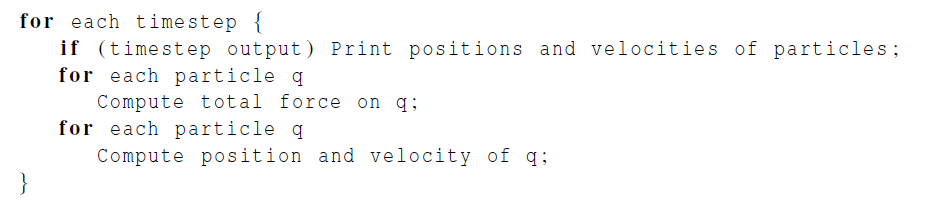 for each timestep {
if (timestep output) Print positions and velocities of particles;
for each particle q
Compute total force on q;
for each particle q
Compute position and velocity of q;
}